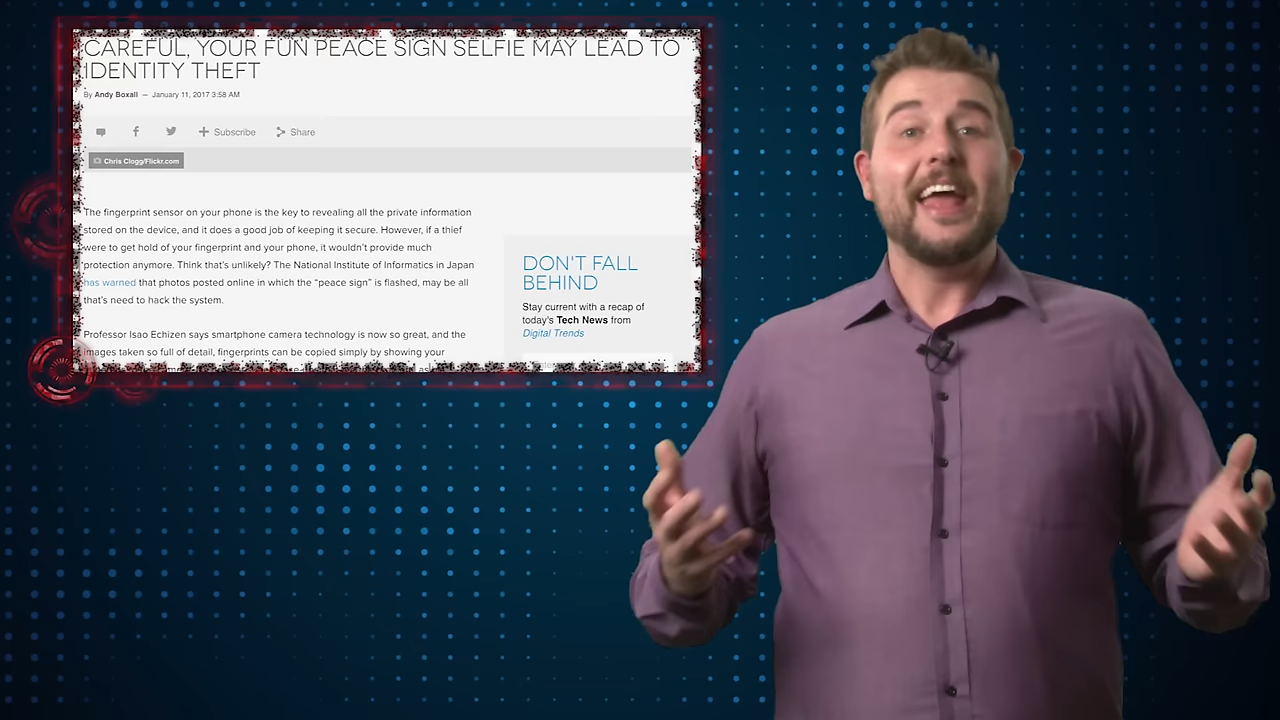 CAREFUL, YOUR FUN PEACE SIGN SELFIE MAY LEAD TO
IDENTITY THEFT
By Andy Boxall — January 11, 2017 3:58 AM
Subscribe Share
Chris Clogg/Flickr.com
The fingerprint sensor on your phone is the key to revealing all the private information
stored on the device, and it does a good job of keeping it secure. However, if a thief
were to get hold of your fingerprint and your phone, it wouldn't provide much
protection anymore. Think that's unlikely? The National Institute of Informatics in Japan
has warned that photos posted online in which the “peace sign” is flashed, may be all
that's need to hack the system.
Professor Isao Echizen says smartphone camera technology is now so great, and the
images taken so full of detail, fingerprints can be copied simply by showing your
DON'T FALL
BEHIND
Stay current with a recap of
today's Tech News from
Digital Trends